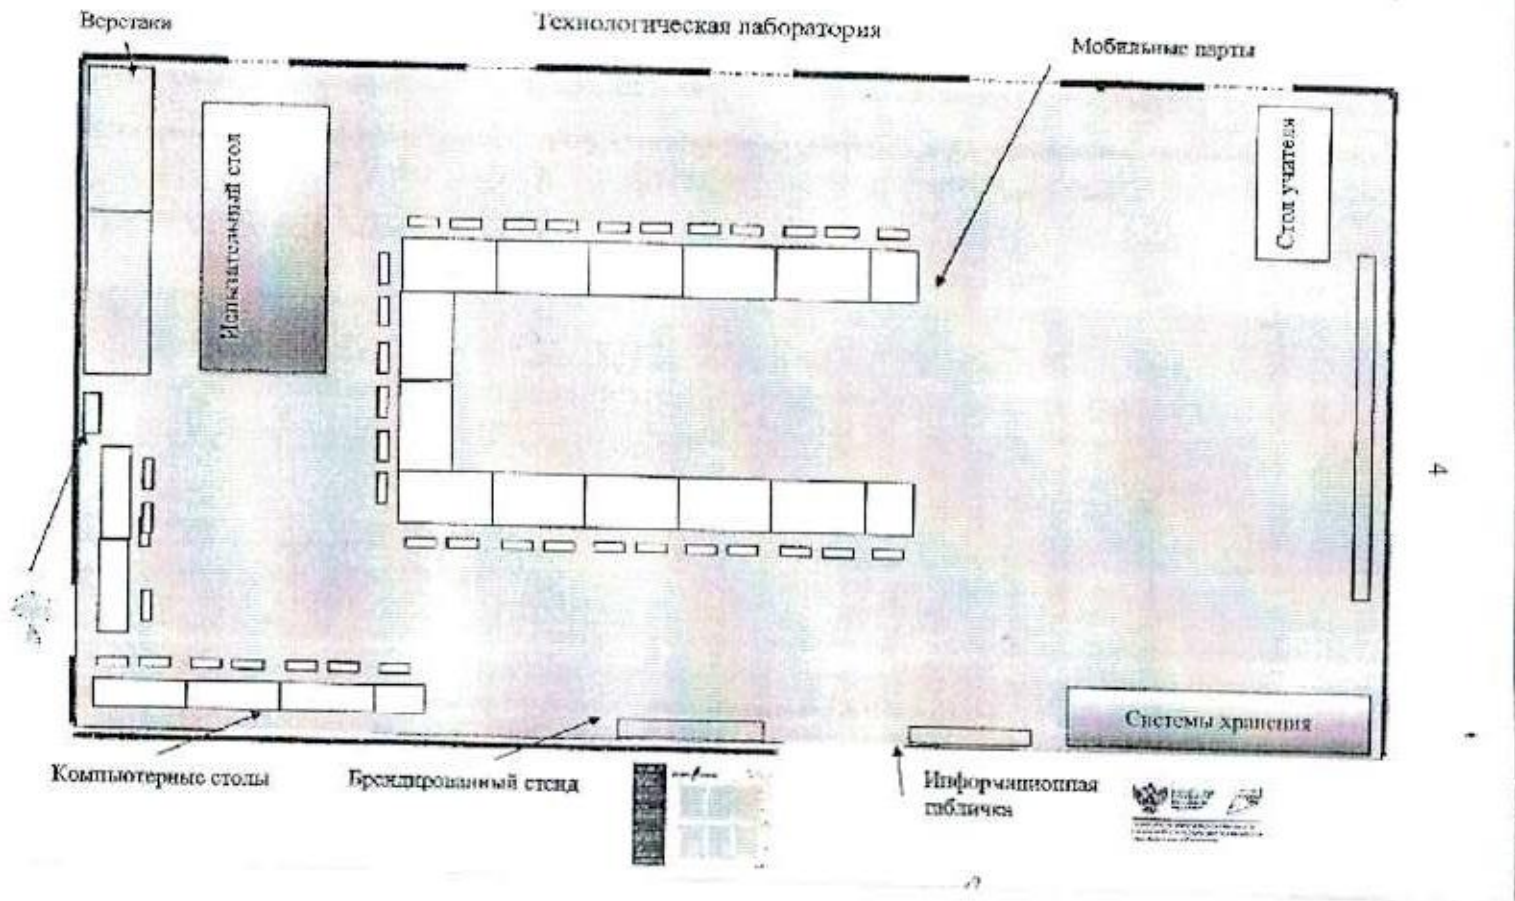 Верстаки
Технологическая лаборатория
Мобильные парты
Испытательный стол
Стол учителя
4
Системы хранения
Компьютерные столы
Брендированный стенд
Информационная
табличка